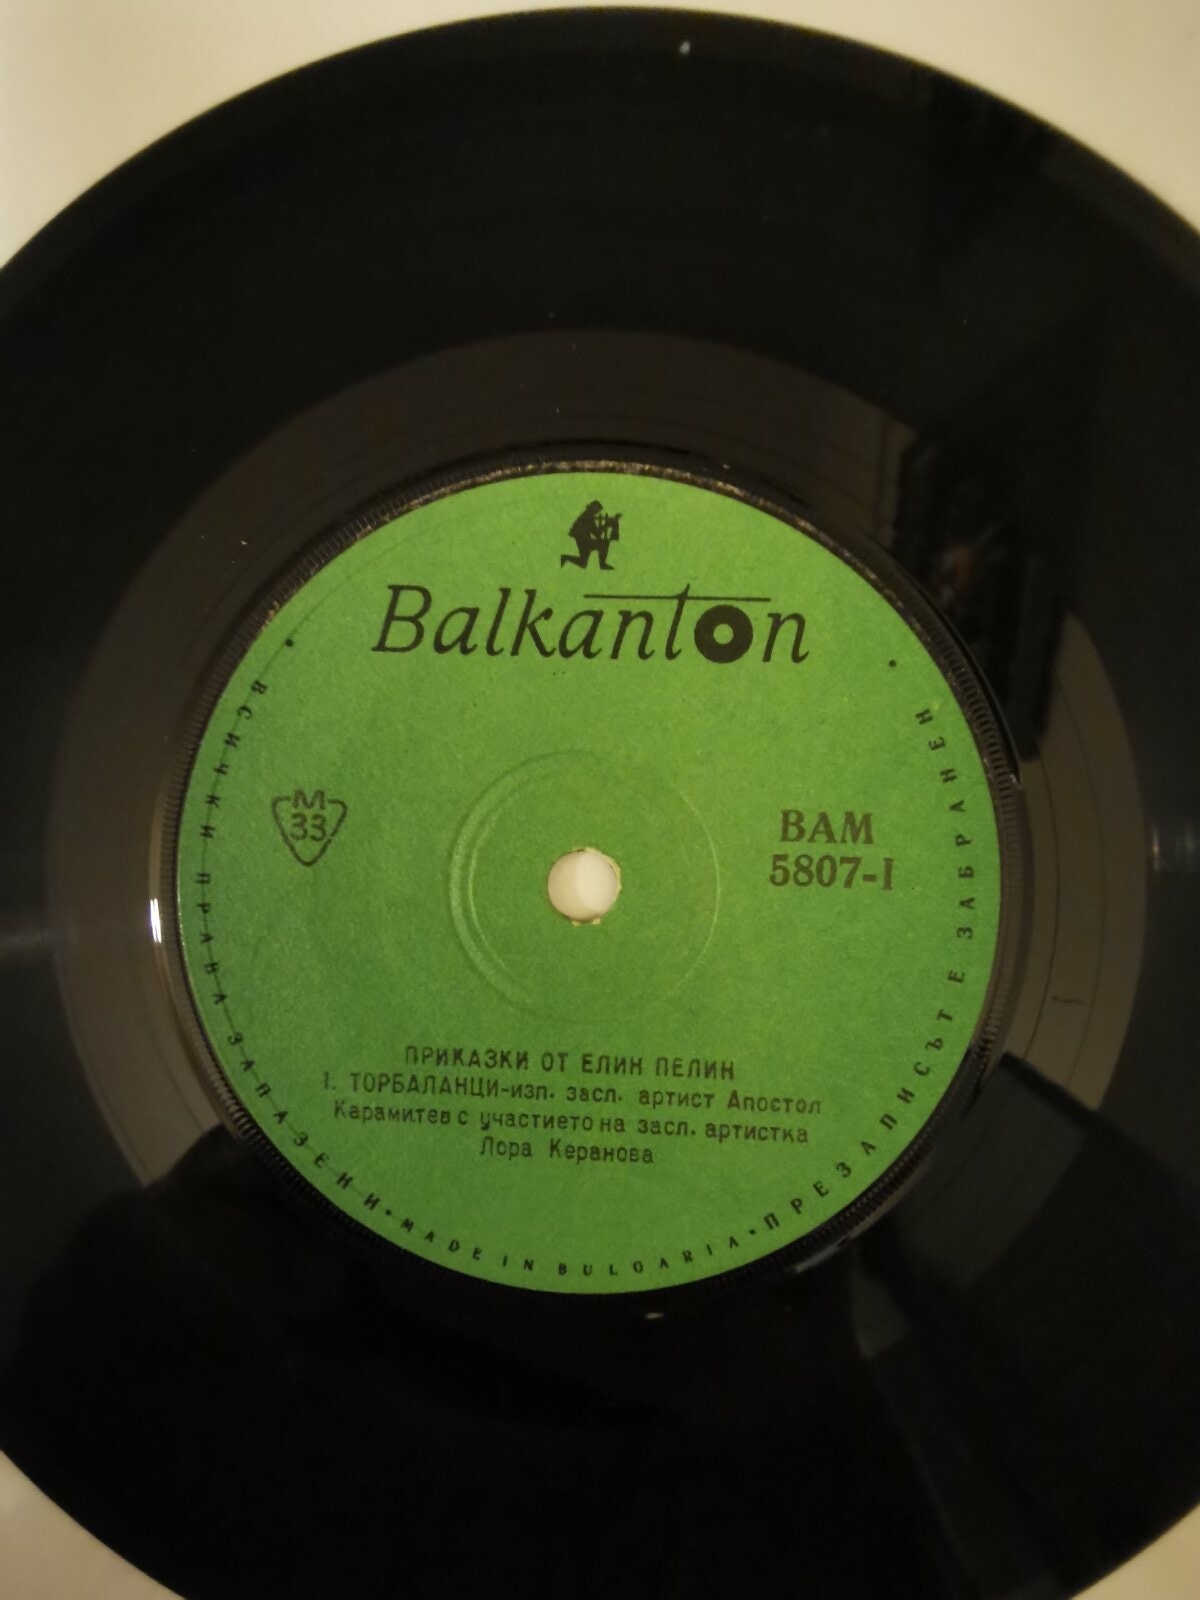 Balkanton
М
33
ВАМ
5807-I
ПРИКАЗКИ ОТ ЕЛИН ПЕЛИН
1. ТОРБАЛАНЦИ-изп. засл. артист Апостол
Карамитев с участието на засл. артистка
Лора Керанова
• ВСИЧКИ ПРАВА ЗАПАЗЕНИ • MADE IN BULGARIA • ПРЕЗАПИСЪТ Е ЗАБРАНЕН •